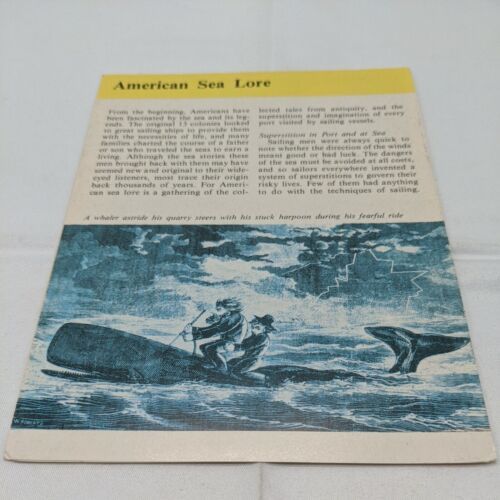 American Sea Lore
From the beginning, Americans have
been fascinated by the sea and its leg-
ends. The original 13 colonies looked
to great sailing ships to provide them
with the necessities of life, and many
families charted the course of a father
or son who traveled the seas to earn a
living. Although the sea stories these
men brought back with them may have
seemed new and original to their wide-
eyed listeners, most trace their origin
back thousands of years. For Ameri-
can sea lore is a gathering of the col-
lected tales from antiquity, and the
superstition and imagination of every
port visited by sailing vessels.
Superstition in Port and at Sea
Sailing men were always quick to
note whether the direction of the winds
meant good or bad luck. The dangers
of the sea must be avoided at all costs,
and so sailors everywhere invented a
system of superstitions to govern their
risky lives. Few of them had anything
to do with the techniques of sailing.
A whaler astride his quarry steers with his stuck harpoon during his fearful ride